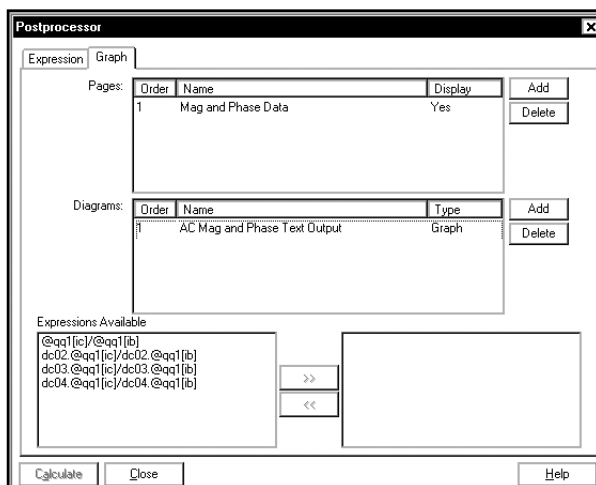 Postprocessor
Expression Graph
Pages:
Order Name Display
1 Mag and Phase Data Yes
Add
Delete
Diagrams:
Order Name Type
1 AC Mag and Phase Text Output Graph
Add
Delete
Expressions Available
@qq1[ic]/@qq1[ib]
dc02.@qq1[ic]/dc02.@qq1[ib]
dc03.@qq1[ic]/dc03.@qq1[ib]
dc04.@qq1[ic]/dc04.@qq1[ib]
>>
<<
Calculate Close Help